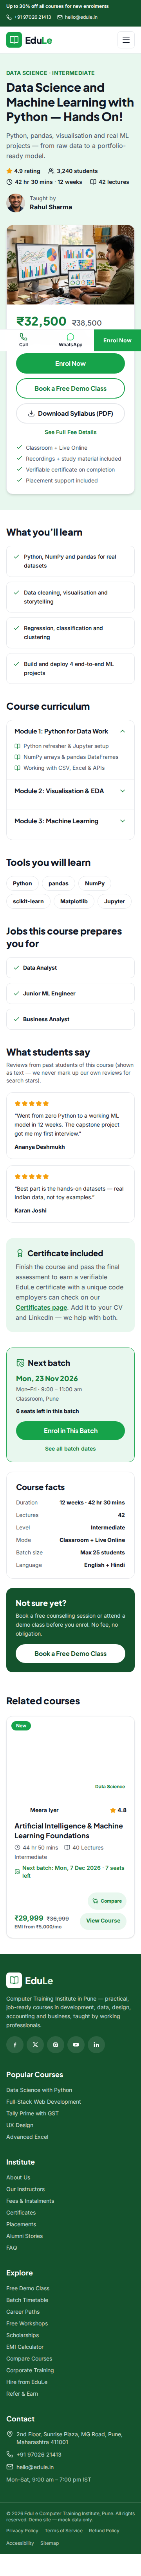 Up to 30% off all courses for new enrolments
+91 97026 21413 hello@edule.in
EduLe
DATA SCIENCE · INTERMEDIATE
Data Science and
Machine Learning with
Python — Hands On!
Python, pandas, visualisation and real ML
projects — from raw data to a portfolio-
ready model.
4.9 rating 3,240 students
42 hr 30 mins · 12 weeks 42 lectures
Taught by
Rahul Sharma
₹32,500 ₹38,500
Call
WhatsApp
Enrol Now
Enrol Now
Book a Free Demo Class
Download Syllabus (PDF)
See Full Fee Details
Classroom + Live Online
Recordings + study material included
Verifiable certificate on completion
Placement support included
What you'll learn
Python, NumPy and pandas for real
datasets
Data cleaning, visualisation and
storytelling
Regression, classification and
clustering
Build and deploy 4 end-to-end ML
projects
Course curriculum
Module 1: Python for Data Work
Python refresher & Jupyter setup
NumPy arrays & pandas DataFrames
Working with CSV, Excel & APIs
Module 2: Visualisation & EDA
Module 3: Machine Learning
Tools you will learn
Python pandas NumPy
scikit-learn Matplotlib Jupyter
Jobs this course prepares
you for
Data Analyst
Junior ML Engineer
Business Analyst
What students say
Reviews from past students of this course (shown
as text — we never mark up our own reviews for
search stars).
"Went from zero Python to a working ML
model in 12 weeks. The capstone project
got me my first interview."
Ananya Deshmukh
"Best part is the hands-on datasets — real
Indian data, not toy examples."
Karan Joshi
Certificate included
Finish the course and pass the final
assessment to earn a verifiable
EduLe certificate with a unique code
employers can check on our
Certificates page. Add it to your CV
and LinkedIn — we help with both.
Next batch
Mon, 23 Nov 2026
Mon–Fri · 9:00 – 11:00 am
Classroom, Pune
6 seats left in this batch
Enrol in This Batch
See all batch dates
Course facts
Duration 12 weeks · 42 hr 30 mins
Lectures 42
Level Intermediate
Mode Classroom + Live Online
Batch size Max 25 students
Language English + Hindi
Not sure yet?
Book a free counselling session or attend a
demo class before you enrol. No fee, no
obligation.
Book a Free Demo Class
Related courses
New
Data Science
Meera Iyer 4.8
Artificial Intelligence & Machine
Learning Foundations
44 hr 50 mins 40 Lectures
Intermediate
Next batch: Mon, 7 Dec 2026 · 7 seats
left
Compare
₹29,999 ₹36,999
EMI from ₹5,000/mo
View Course
EduLe
Computer Training Institute in Pune — practical,
job-ready courses in development, data, design,
accounting and business, taught by working
professionals.
Popular Courses
Data Science with Python
Full-Stack Web Development
Tally Prime with GST
UX Design
Advanced Excel
Institute
About Us
Our Instructors
Fees & Instalments
Certificates
Placements
Alumni Stories
FAQ
Explore
Free Demo Class
Batch Timetable
Career Paths
Free Workshops
Scholarships
EMI Calculator
Compare Courses
Corporate Training
Hire from EduLe
Refer & Earn
Contact
2nd Floor, Sunrise Plaza, MG Road, Pune,
Maharashtra 411001
+91 97026 21413
hello@edule.in
Mon–Sat, 9:00 am – 7:00 pm IST
© 2026 EduLe Computer Training Institute, Pune. All rights
reserved. Demo site — mock data only.
Privacy Policy Terms of Service Refund Policy
Accessibility Sitemap